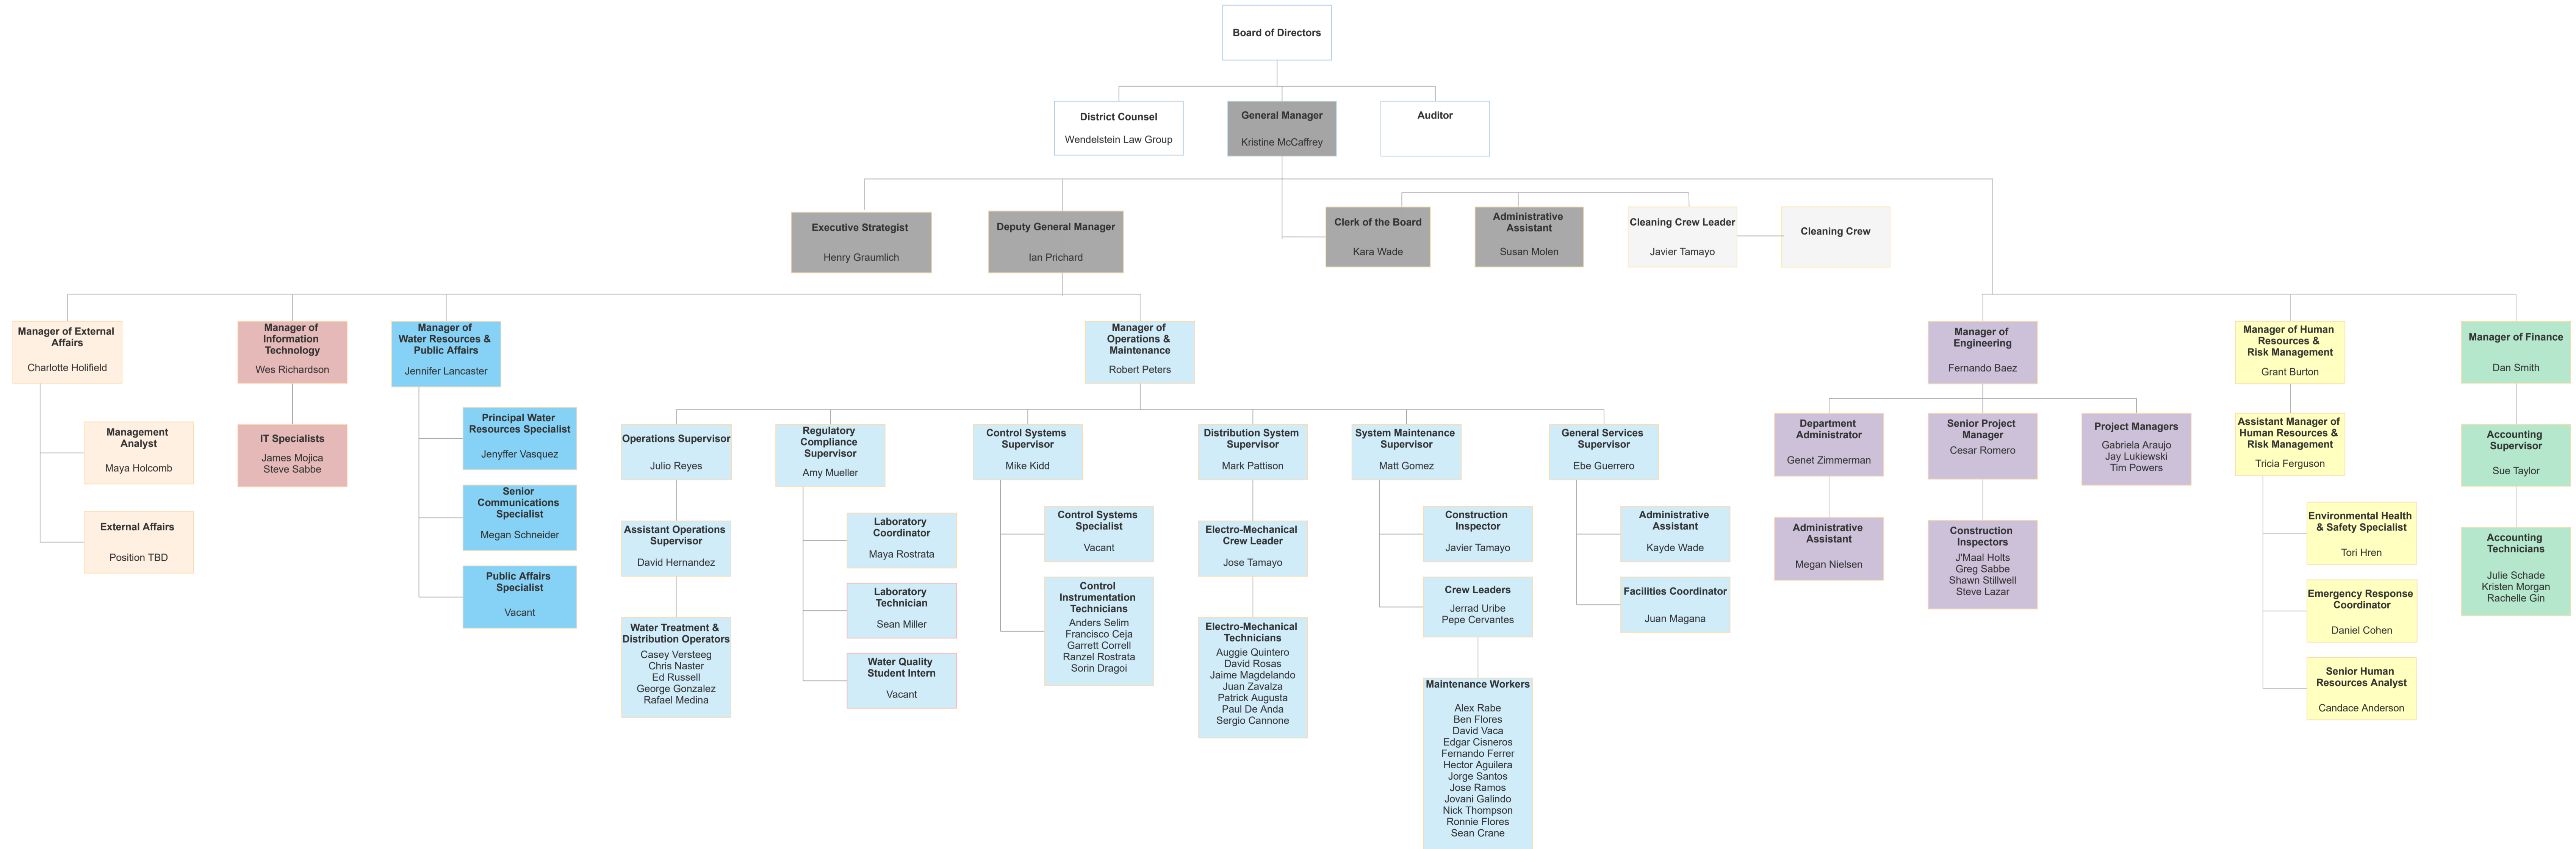 Board of Directors
District Counsel
Wendelstein Law Group
General Manager
Kristine McCaffrey
Auditor
Executive Strategist
Henry Graumlich
Deputy General Manager
Ian Prichard
Clerk of the Board
Kara Wade
Administrative
Assistant
Susan Molen
Cleaning Crew Leader
Javier Tamayo
Cleaning Crew
Manager of External
Affairs
Charlotte Holifield
Management
Analyst
Maya Holcomb
External Affairs
Position TBD
Manager of
Information
Technology
Wes Richardson
IT Specialists
James Mojica
Steve Sabbe
Manager of
Water Resources &
Public Affairs
Jennifer Lancaster
Principal Water
Resources Specialist
Jenyffer Vasquez
Senior
Communications
Specialist
Megan Schneider
Public Affairs
Specialist
Vacant
Manager of
Operations &
Maintenance
Robert Peters
Operations Supervisor
Julio Reyes
Assistant Operations
Supervisor
David Hernandez
Water Treatment &
Distribution Operators
Casey Versteeg
Chris Naster
Ed Russell
George Gonzalez
Rafael Medina
Regulatory
Compliance
Supervisor
Amy Mueller
Laboratory
Coordinator
Maya Rostrata
Laboratory
Technician
Sean Miller
Water Quality
Student Intern
Vacant
Control Systems
Supervisor
Mike Kidd
Control Systems
Specialist
Vacant
Control
Instrumentation
Technicians
Anders Selim
Francisco Ceja
Garrett Correll
Ranzel Rostrata
Sorin Dragoi
Distribution System
Supervisor
Mark Pattison
Electro-Mechanical
Crew Leader
Jose Tamayo
Electro-Mechanical
Technicians
Auggie Quintero
David Rosas
Jaime Magdelando
Juan Zavalza
Patrick Augusta
Paul De Anda
Sergio Cannone
System Maintenance
Supervisor
Matt Gomez
Construction
Inspector
Javier Tamayo
Crew Leaders
Jerrad Uribe
Pepe Cervantes
Maintenance Workers
Alex Rabe
Ben Flores
David Vaca
Edgar Cisneros
Fernando Ferrer
Hector Aguilera
Jorge Santos
Jose Ramos
Jovani Galindo
Nick Thompson
Ronnie Flores
Sean Crane
General Services
Supervisor
Ebe Guerrero
Administrative
Assistant
Kayde Wade
Facilities Coordinator
Juan Magana
Manager of
Engineering
Fernando Baez
Department
Administrator
Genet Zimmerman
Administrative
Assistant
Megan Nielsen
Senior Project
Manager
Cesar Romero
Construction
Inspectors
J'Maal Holts
Greg Sabbe
Shawn Stillwell
Steve Lazar
Project Managers
Gabriela Araujo
Jay Lukiewski
Tim Powers
Manager of Human
Resources &
Risk Management
Grant Burton
Assistant Manager of
Human Resources &
Risk Management
Tricia Ferguson
Environmental Health
& Safety Specialist
Tori Hren
Emergency Response
Coordinator
Daniel Cohen
Senior Human
Resources Analyst
Candace Anderson
Manager of Finance
Dan Smith
Accounting
Supervisor
Sue Taylor
Accounting
Technicians
Julie Schade
Kristen Morgan
Rachelle Gin